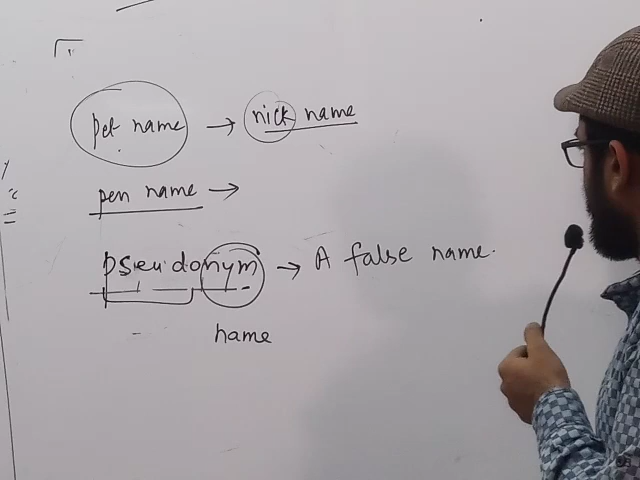 pet name → nick name
pen name →
pseudonym → A false name.
name